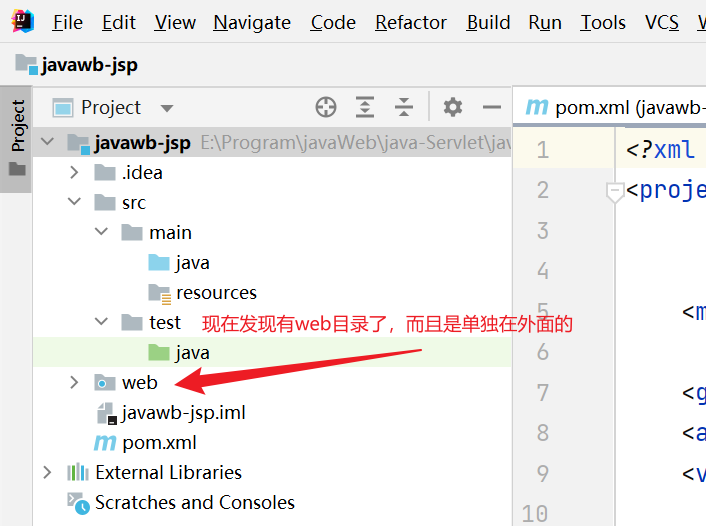 File Edit View Navigate Code Refactor Build Run Tools VCS
javawb-jsp
Project
Project
pom.xml (javawb-
javawb-jsp E:\Program\javaWeb\java-Servlet\jav
.idea
src
main
java
resources
test
现在发现有web目录了，而且是单独在外面的
java
web
javawb-jsp.iml
pom.xml
External Libraries
Scratches and Consoles
1 <?xml
2 <proje
3
4
5 <m
6
7 <g
8 <a
9 <v
10